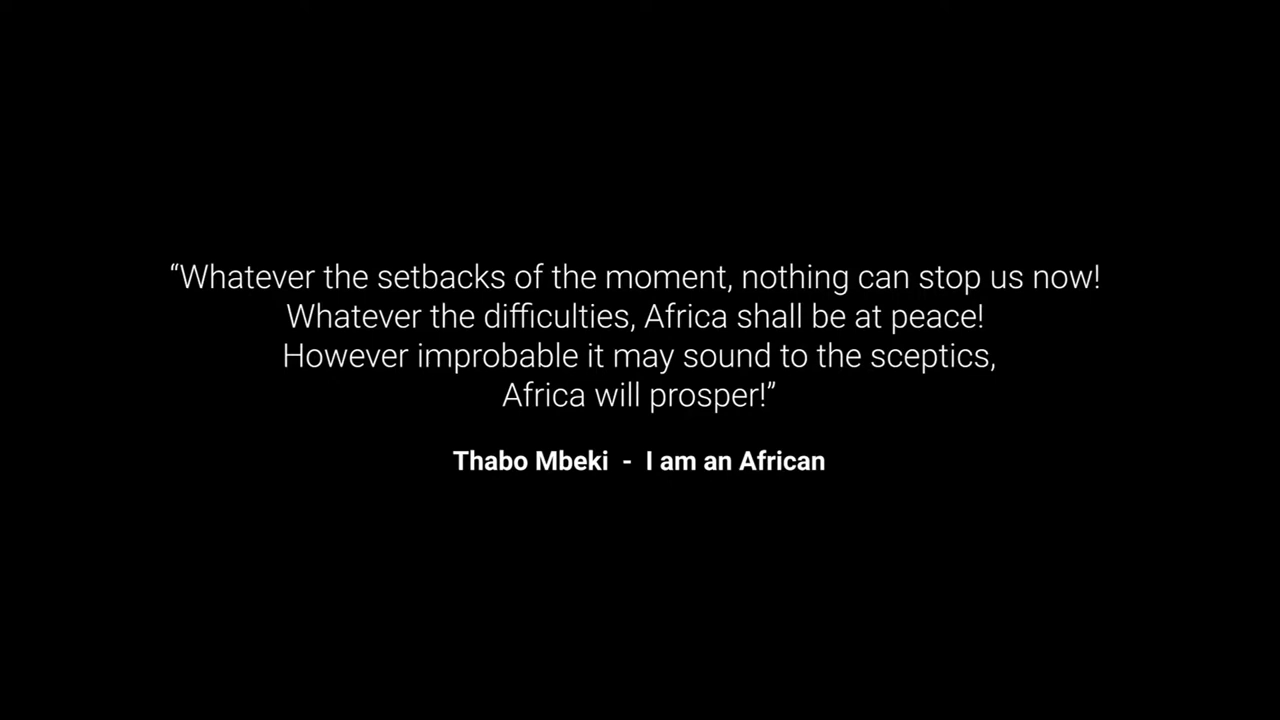 “Whatever the setbacks of the moment, nothing can stop us now!
Whatever the difficulties, Africa shall be at peace!
However improbable it may sound to the sceptics,
Africa will prosper!”
Thabo Mbeki - I am an African